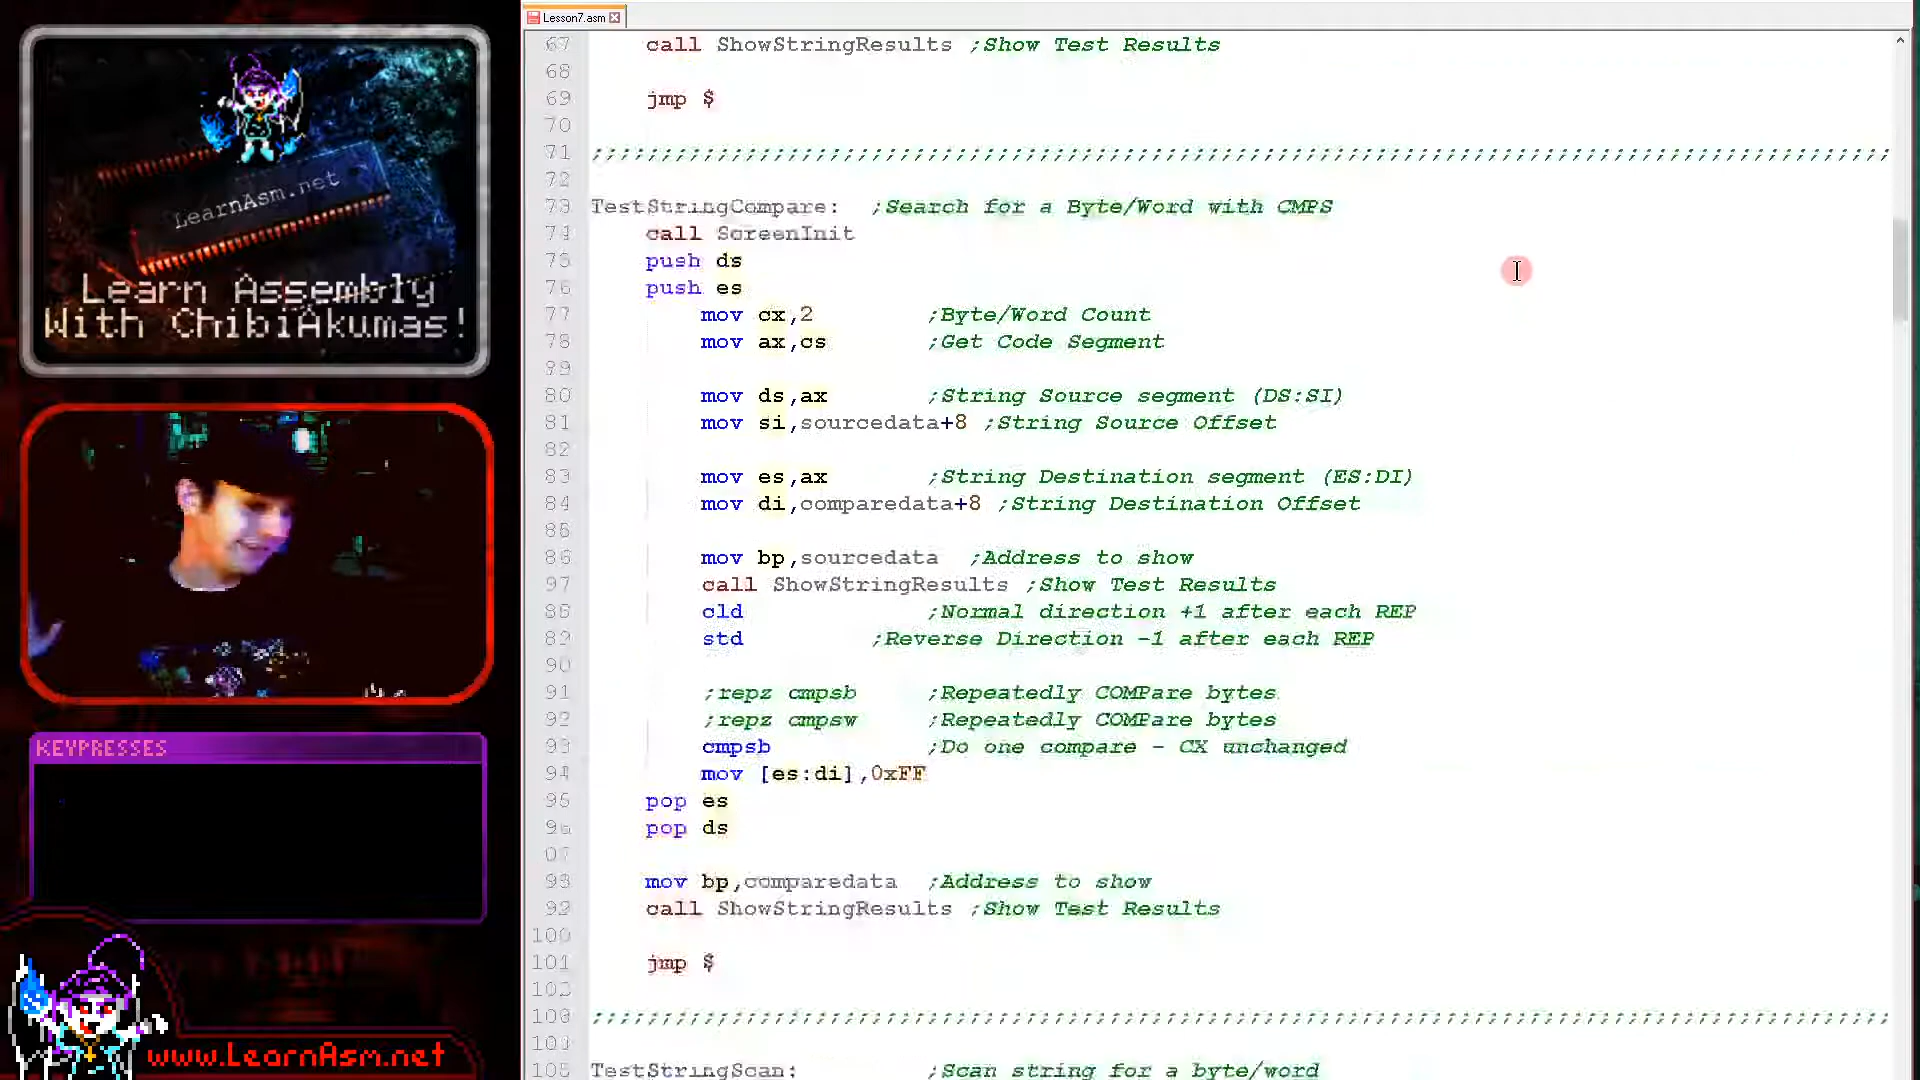 Lesson7.asm
LearnAsm.net
Learn Assembly
With ChibiAkumas!
KEYPRESSES
www.LearnAsm.net
67 call ShowStringResults ;Show Test Results
68
69 jmp $
70
71 ;;;;;;;;;;;;;;;;;;;;;;;;;;;;;;;;;;;;;;;;;;;;;;;;;;;;;;;;;;;;;;;;;;;;;;;;;;;;;;;;;;;;;;;;;;;;;
72
73 TestStringCompare: ;Search for a Byte/Word with CMPS
74 call ScreenInit
75 push ds
76 push es
77 mov cx,2 ;Byte/Word Count
78 mov ax,cs ;Get Code Segment
80 mov ds,ax ;String Source segment (DS:SI)
81 mov si,sourcedata+8 ;String Source Offset
82
83 mov es,ax ;String Destination segment (ES:DI)
84 mov di,comparedata+8 ;String Destination Offset
85
86 mov bp,sourcedata ;Address to show
call ShowStringResults ;Show Test Results
cld ;Normal direction +1 after each REP
std ;Reverse Direction -1 after each REP
90
91 ;repz cmpsb ;Repeatedly COMPare bytes
92 ;repz cmpsw ;Repeatedly COMPare bytes
93 cmpsb ;Do one compare - CX unchanged
94 mov [es:di],0xFF
95 pop es
pop ds
mov bp,comparedata ;Address to show
call ShowStringResults ;Show Test Results
100
101 jmp $
102
103 ;;;;;;;;;;;;;;;;;;;;;;;;;;;;;;;;;;;;;;;;;;;;;;;;;;;;;;;;;;;;;;;;;;;;;;;;;;;;;;;;;;;;;;;;;;;;;
104
105 TestStringScan: ;Scan string for a byte/word